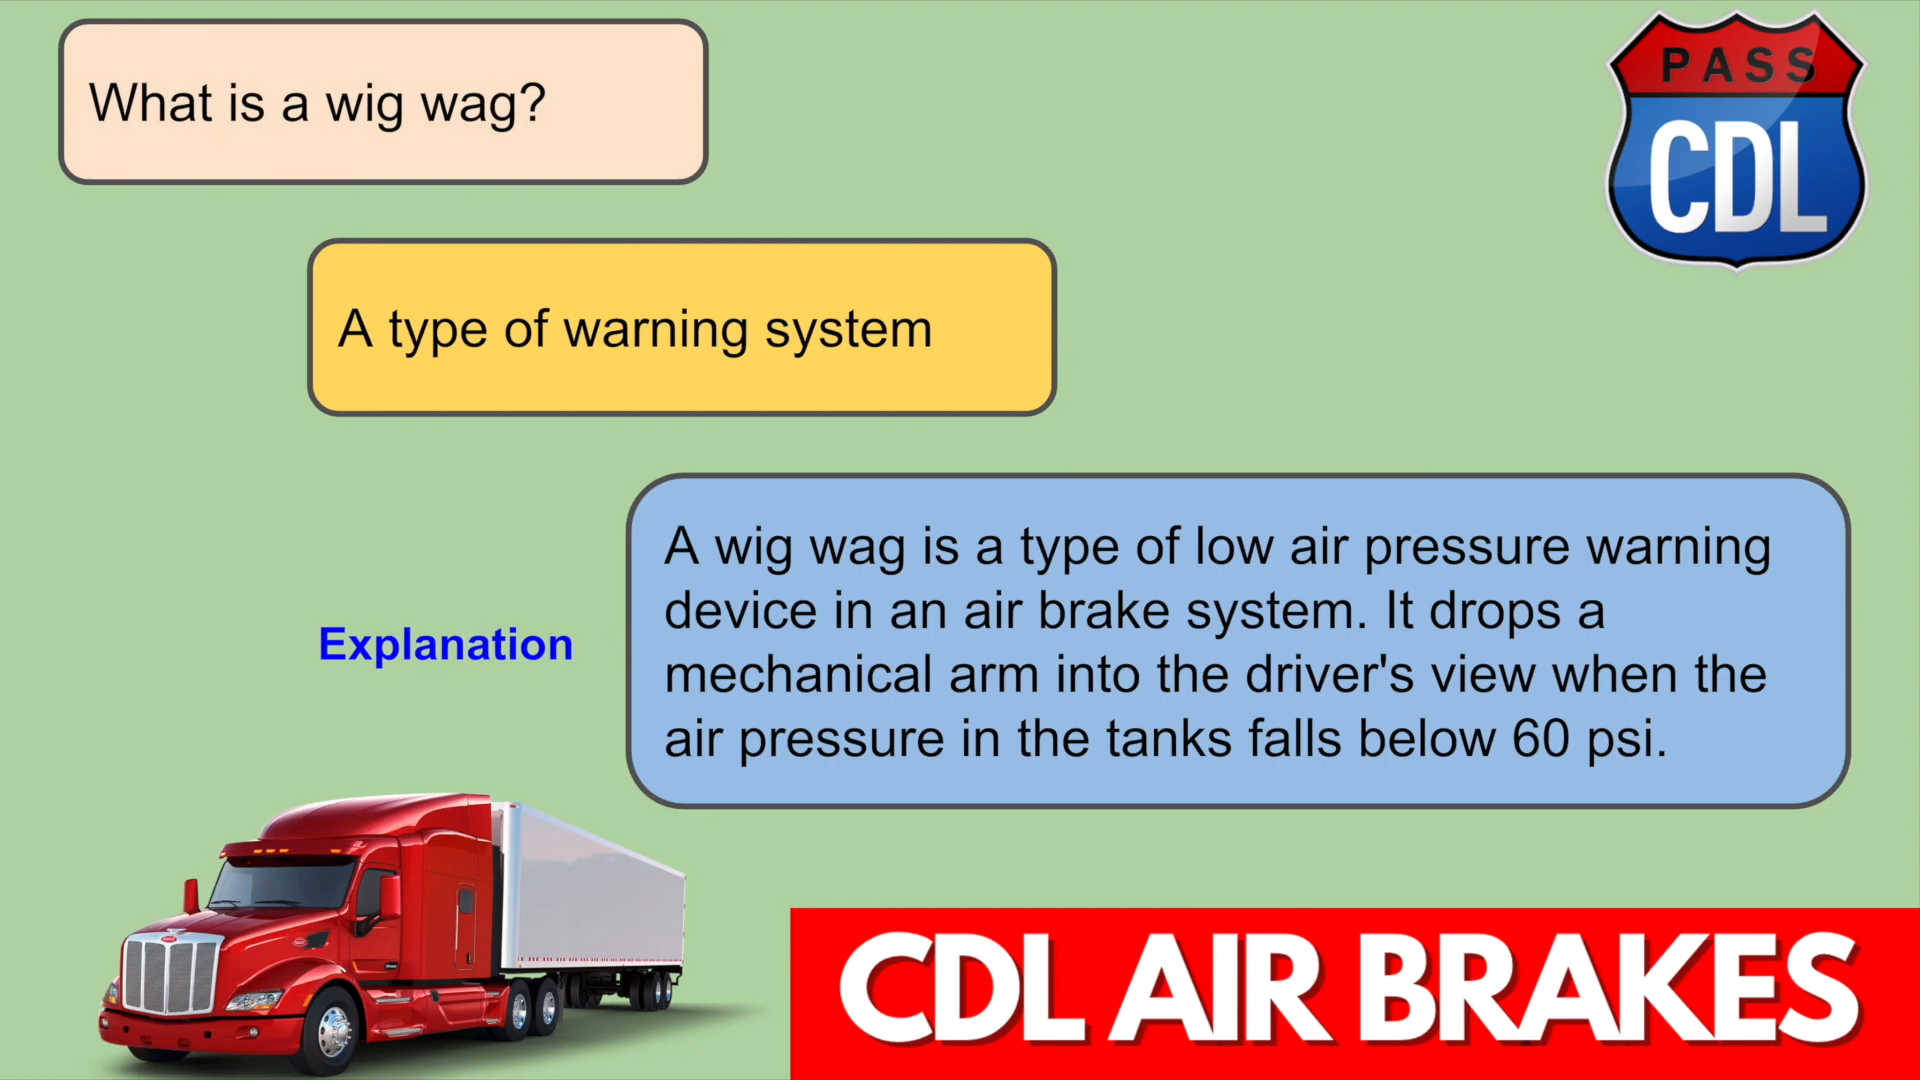 What is a wig wag?
PASS
CDL
A type of warning system
Explanation
A wig wag is a type of low air pressure warning
device in an air brake system. It drops a
mechanical arm into the driver's view when the
air pressure in the tanks falls below 60 psi.
CDL AIR BRAKES